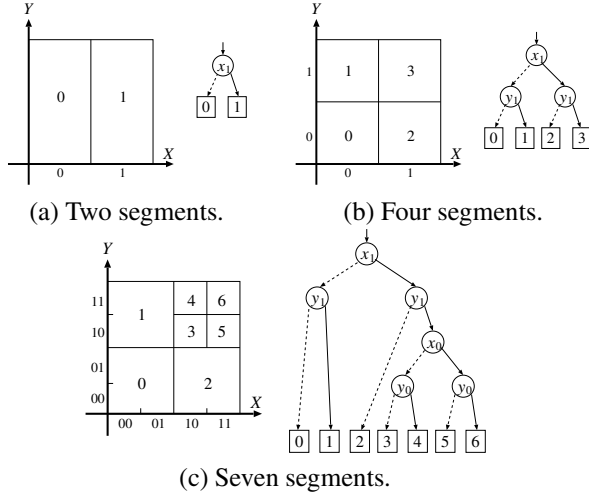 Y
0 1
X
0 1
x1
0 1
(a) Two segments.
Y
1
0
1 3
0 2
X
0 1
x1
y1 y1
0 1 2 3
(b) Four segments.
Y
11
10
01
00
1
4 6
3 5
0 2
X
00 01 10 11
x1
y1 y1
x0
y0 y0
0 1 2 3 4 5 6
(c) Seven segments.